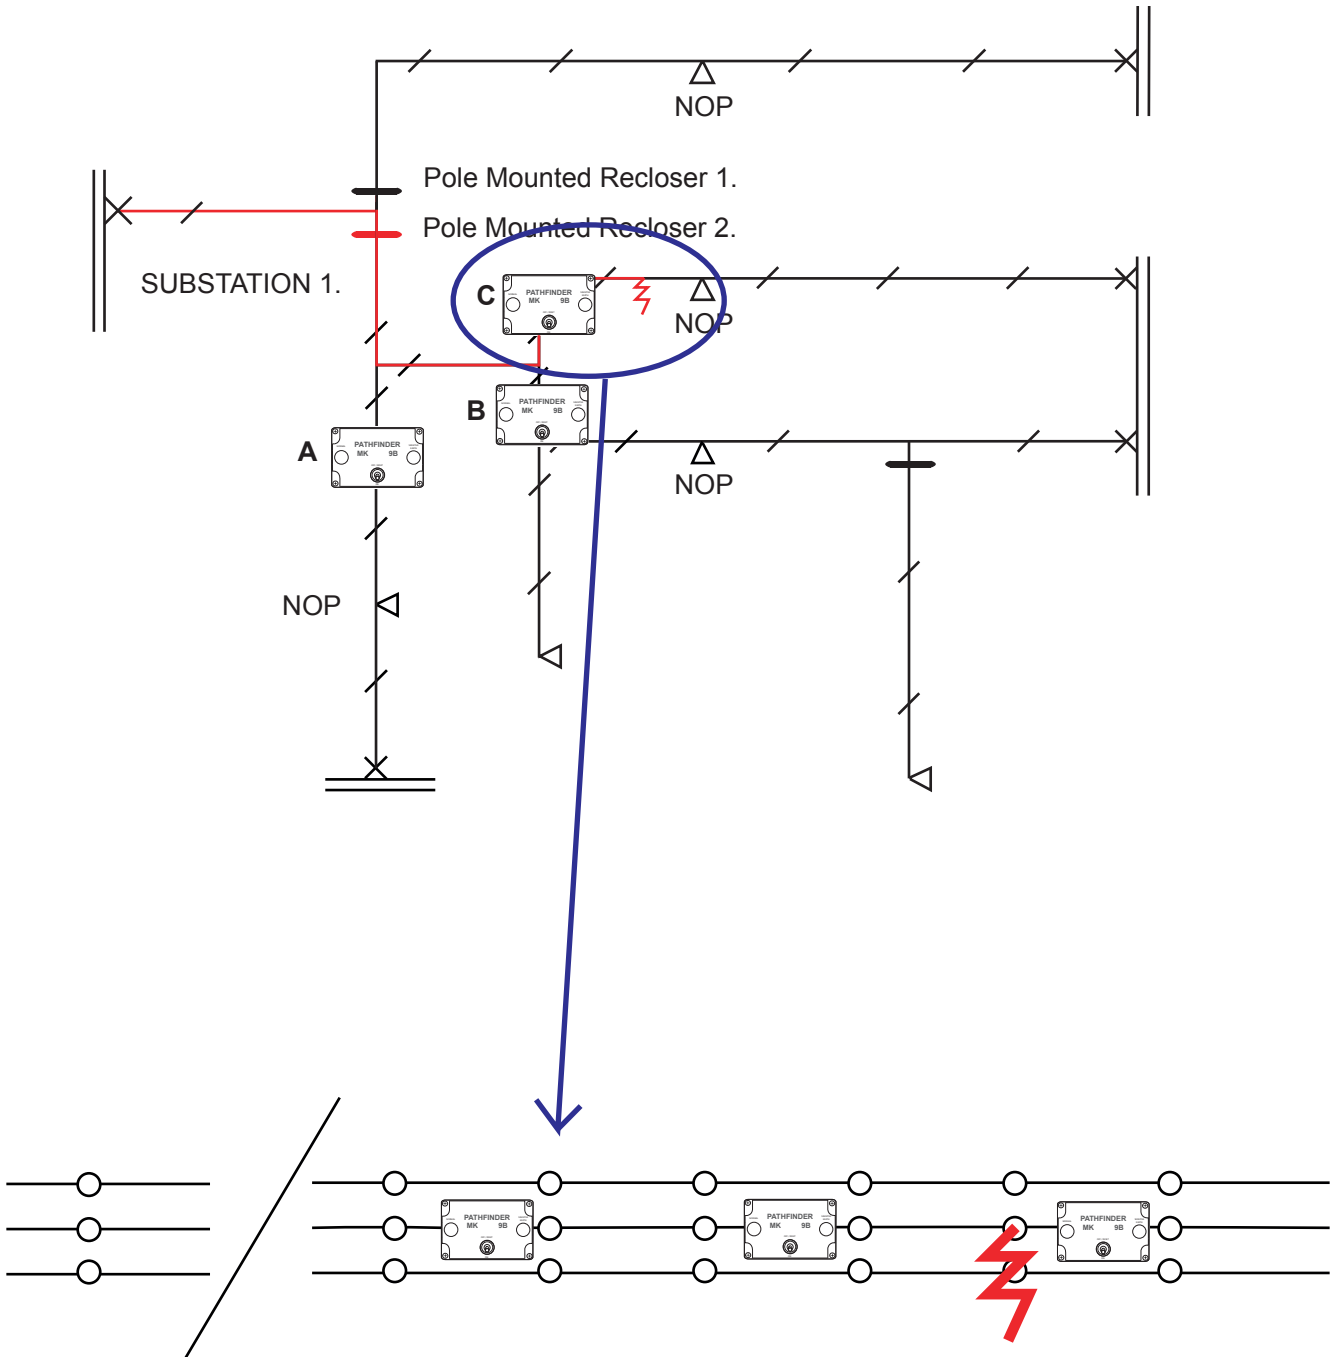 NOP
Pole Mounted Recloser 1.
Pole Mounted Recloser 2.
SUBSTATION 1.
C
PATHFINDER
MK 9B
NOP
B
PATHFINDER
MK 9B
A
PATHFINDER
MK 9B
NOP
NOP
PATHFINDER
MK 9B
PATHFINDER
MK 9B
PATHFINDER
MK 9B